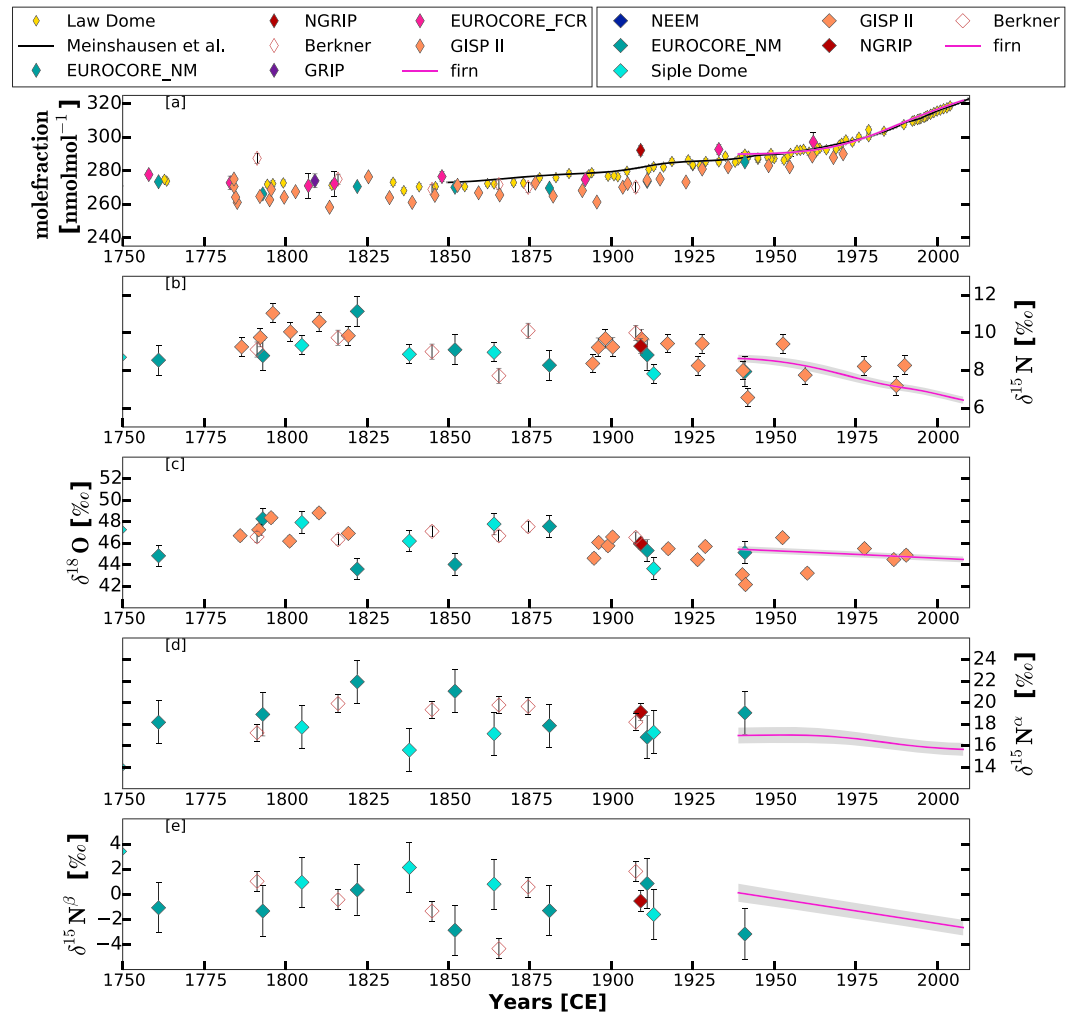 Law Dome NGRIP EUROCORE_FCR
Meinshausen et al. Berkner GISP II
EUROCORE_NM GRIP firn
NEEM GISP II Berkner
EUROCORE_NM NGRIP firn
Siple Dome
[a]
molefraction
[nmolmol⁻¹]
320
300
280
260
240
1750 1775 1800 1825 1850 1875 1900 1925 1950 1975 2000
[b]
12
10
8
6
δ¹⁵N [‰]
1750 1775 1800 1825 1850 1875 1900 1925 1950 1975 2000
[c]
δ¹⁸O [‰]
52
50
48
46
44
42
1750 1775 1800 1825 1850 1875 1900 1925 1950 1975 2000
[d]
24
22
20
18
16
14
δ¹⁵N^α [‰]
1750 1775 1800 1825 1850 1875 1900 1925 1950 1975 2000
[e]
δ¹⁵N^β [‰]
4
2
0
−2
−4
1750 1775 1800 1825 1850 1875 1900 1925 1950 1975 2000
Years [CE]